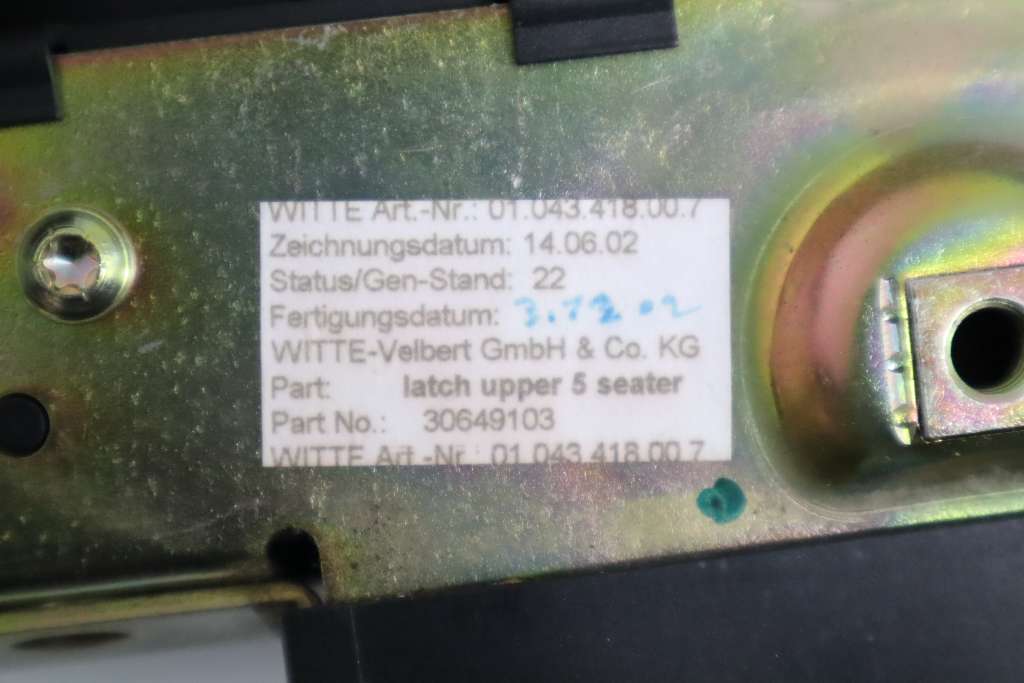 WITTE Art.-Nr.: 01.043.418.00.7
Zeichnungsdatum: 14.06.02
Status/Gen-Stand: 22
Fertigungsdatum: 3.12.02
WITTE-Velbert GmbH & Co. KG
Part: latch upper 5 seater
Part No.: 30649103
WITTE Art.-Nr.: 01.043.418.00.7